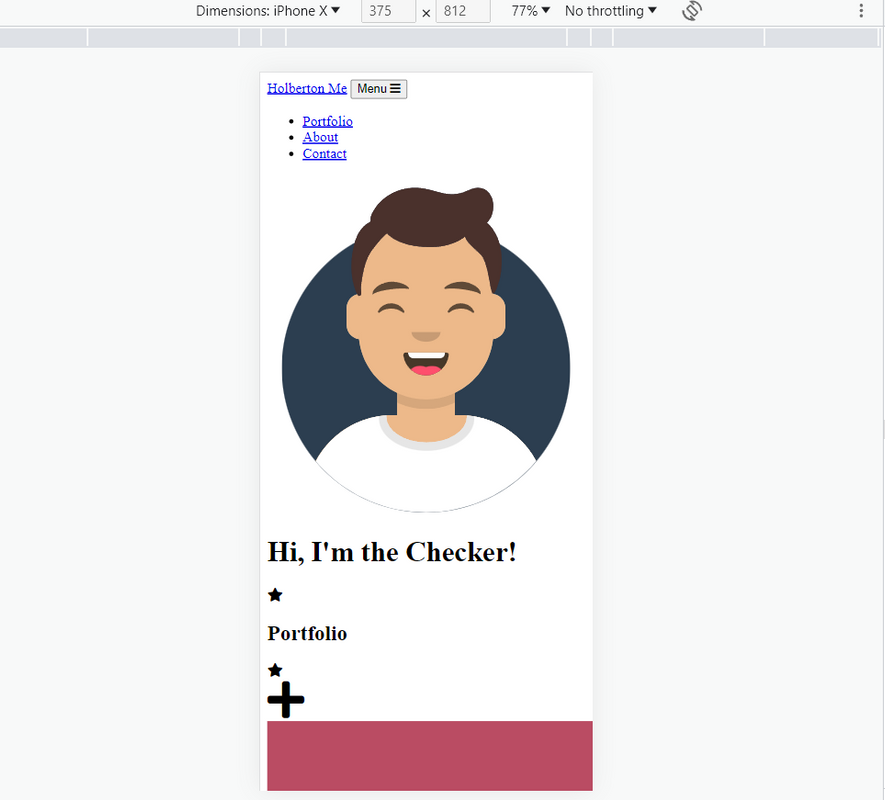 Dimensions: iPhone X 375 × 812 77% No throttling
Holberton Me Menu
Portfolio
About
Contact
Hi, I'm the Checker!
Portfolio